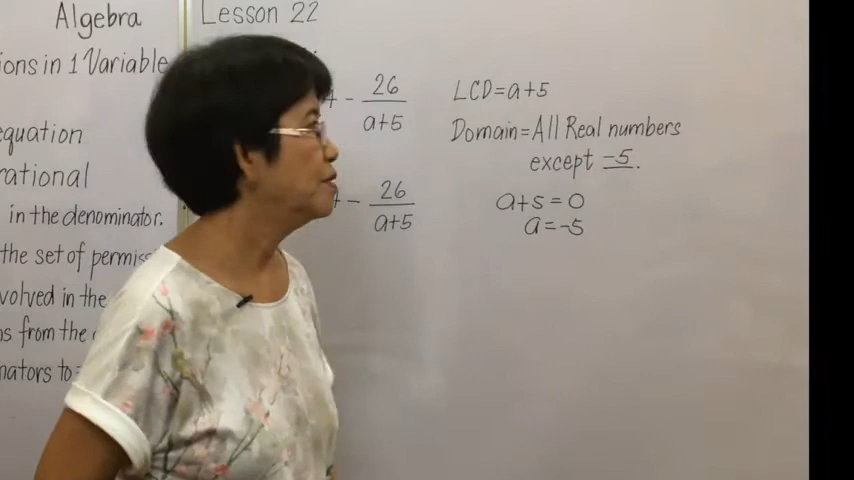 Algebra
ions in 1 Variable
equation
rational
in the denominator.
the set of
volved in the
ns from the
nators to
Lesson 22
- 26
a+5
- 26
a+5
LCD=a+5
Domain=All Real numbers
except -5.
a+5=0
a=-5